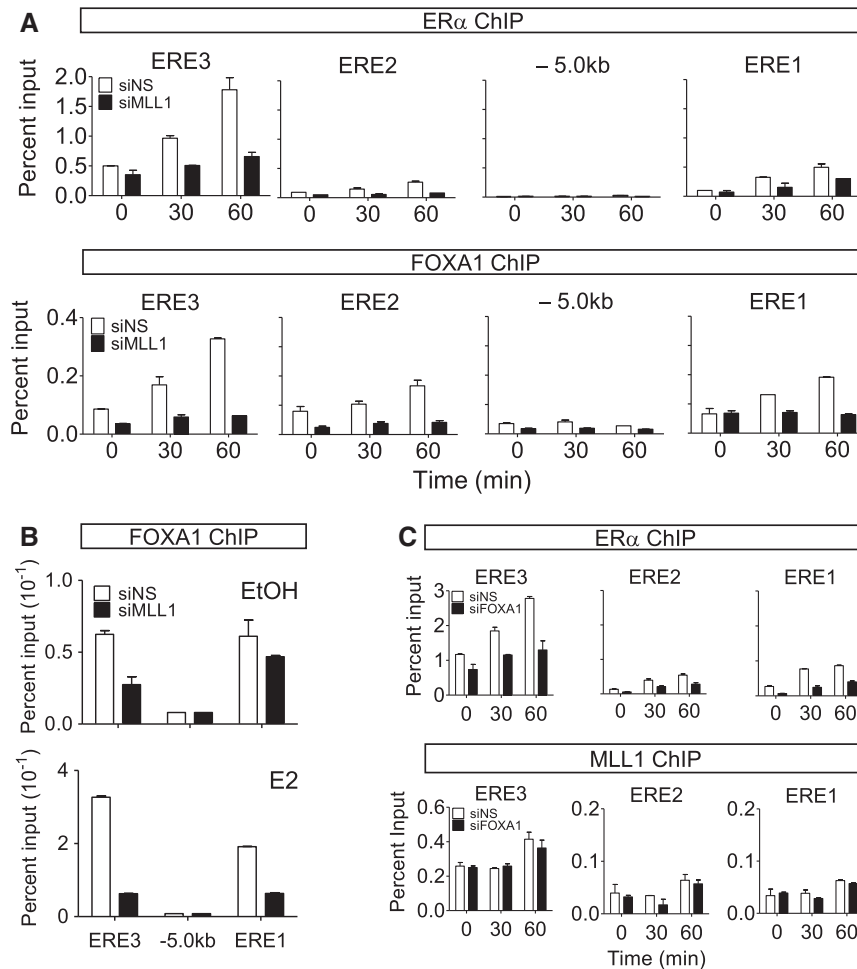 A
ERα ChIP
ERE3
ERE2
– 5.0kb
ERE1
siNS
siMLL1
Percent input
2.0
1.5
1.0
0.5
0.0
0 30 60
0 30 60
0 30 60
0 30 60
FOXA1 ChIP
ERE3
ERE2
– 5.0kb
ERE1
siNS
siMLL1
Percent input
0.4
0.2
0.0
0 30 60
0 30 60
0 30 60
0 30 60
Time (min)
B
FOXA1 ChIP
siNS
siMLL1
EtOH
Percent input (10⁻¹)
1.0
0.5
0.0
E2
Percent input (10⁻¹)
4
2
0
ERE3 -5.0kb ERE1
C
ERα ChIP
ERE3
ERE2
ERE1
siNS
siFOXA1
Percent input
3
2
1
0
0 30 60
0 30 60
0 30 60
MLL1 ChIP
ERE3
ERE2
ERE1
siNS
siFOXA1
Percent Input
0.6
0.4
0.2
0.0
0.2
0.1
0.0
0.2
0.1
0.0
0 30 60
0 30 60
0 30 60
Time (min)